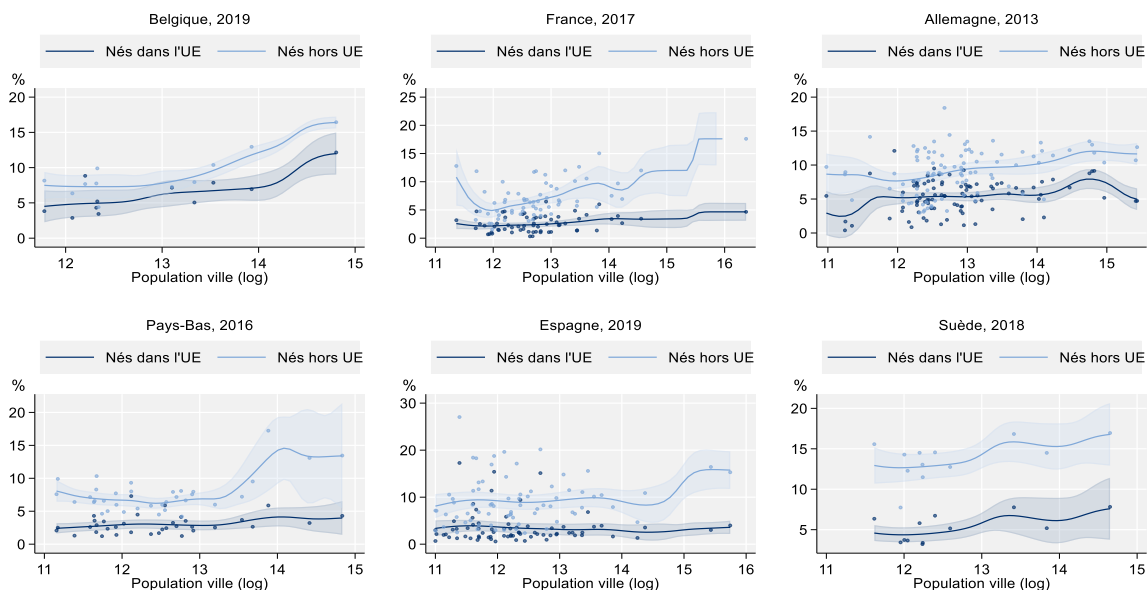 Belgique, 2019
Nés dans l'UE Nés hors UE
%
20
15
10
5
0
12 13 14 15
Population ville (log)
France, 2017
Nés dans l'UE Nés hors UE
%
25
20
15
10
5
0
11 12 13 14 15 16
Population ville (log)
Allemagne, 2013
Nés dans l'UE Nés hors UE
%
20
15
10
5
0
11 12 13 14 15
Population ville (log)
Pays-Bas, 2016
Nés dans l'UE Nés hors UE
%
20
15
10
5
0
11 12 13 14 15
Population ville (log)
Espagne, 2019
Nés dans l'UE Nés hors UE
%
30
20
10
0
11 12 13 14 15 16
Population ville (log)
Suède, 2018
Nés dans l'UE Nés hors UE
%
20
15
10
5
11 12 13 14 15
Population ville (log)